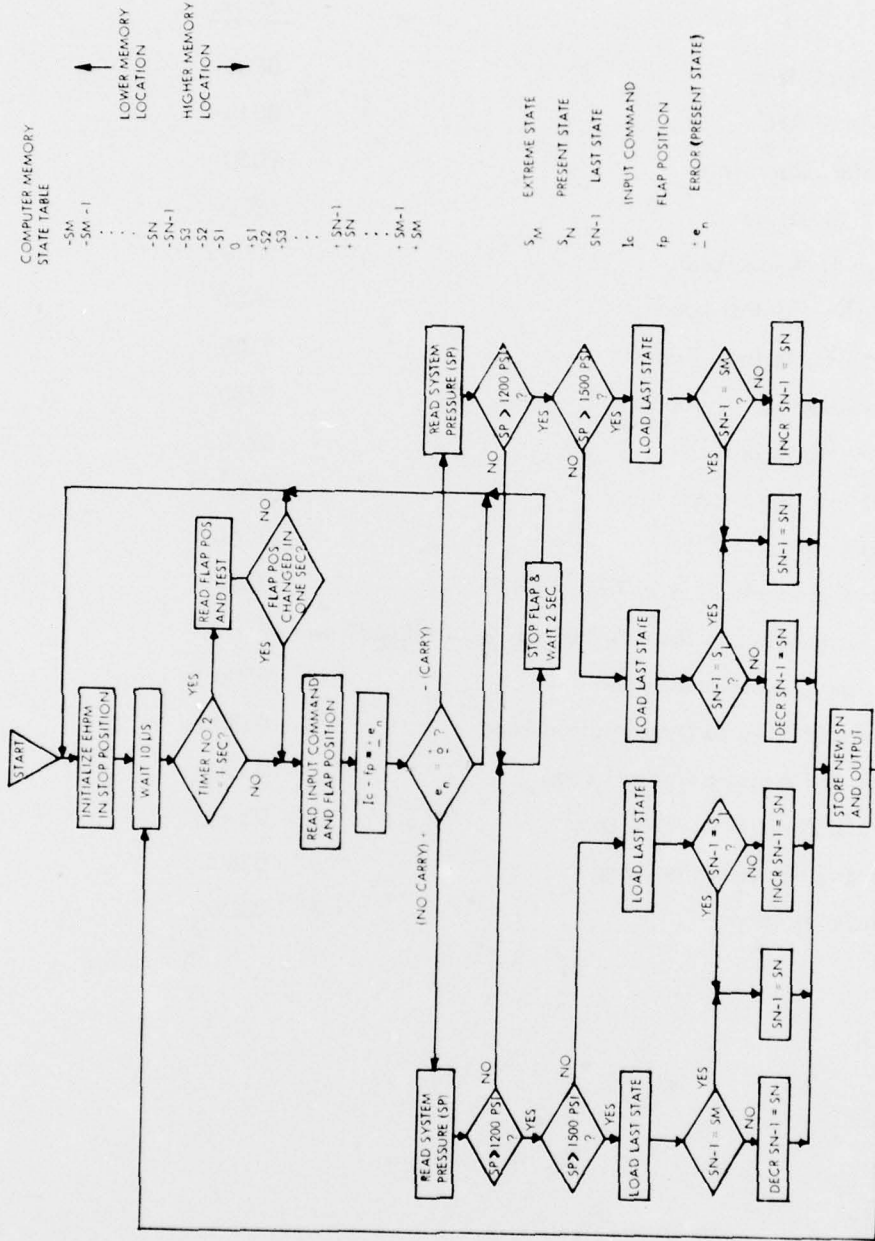 COMPUTER MEMORY
STATE TABLE
-SM
-SM -1
.
.
-SN
-SN-1
-S3
-S2
-S1
0
+S1
+S2
+S3
.
.
+ SN-1
+ SN
.
.
+ SM-1
+ SM
LOWER MEMORY
LOCATION
HIGHER MEMORY
LOCATION
SM EXTREME STATE
SN PRESENT STATE
SN-1 LAST STATE
Ic INPUT COMMAND
fp FLAP POSITION
± en ERROR (PRESENT STATE)
START
INITIALIZE EHPM
IN STOP POSITION
WAIT 10 μS
TIMER NO 2
= 1 SEC?
YES
NO
READ FLAP POS
AND TEST
FLAP POS
CHANGED IN
ONE SEC?
YES
NO
READ INPUT COMMAND
AND FLAP POSITION
Ic - fp = ± en
en = ± 0 ?
(NO CARRY) +
- (CARRY)
STOP FLAP &
WAIT 2 SEC
READ SYSTEM
PRESSURE (SP)
SP > 1200 PSI
?
NO
YES
SP > 1500 PSI
?
NO
YES
LOAD LAST STATE
SN-1 = SM
?
YES
NO
DECR SN-1 = SN
SN-1 = SN
LOAD LAST STATE
SN-1 = S1
?
YES
NO
INCR SN-1 = SN
READ SYSTEM
PRESSURE (SP)
SP > 1200 PSI
?
NO
YES
SP > 1500 PSI
?
NO
YES
LOAD LAST STATE
SN-1 = S1
?
YES
NO
DECR SN-1 = SN
SN-1 = SN
LOAD LAST STATE
SN-1 = SM
?
YES
NO
INCR SN-1 = SN
STORE NEW SN
AND OUTPUT